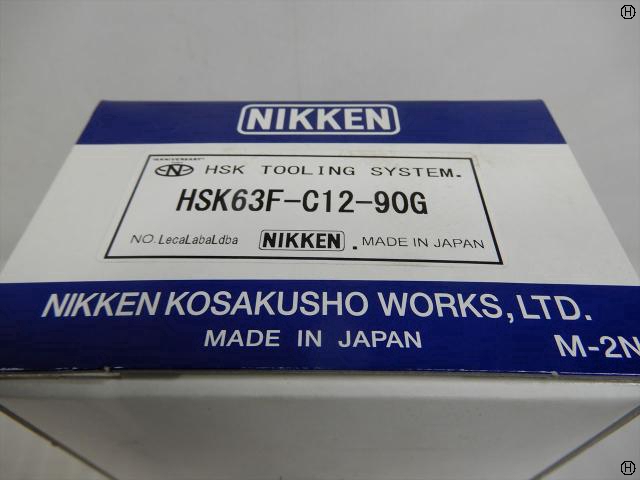 H
NIKKEN
ANNIVERSARY
N HSK TOOLING SYSTEM.
HSK63F-C12-90G
NO.LecaLabaLdba NIKKEN . MADE IN JAPAN
NIKKEN KOSAKUSHO WORKS, LTD.
MADE IN JAPAN
M-2N
H